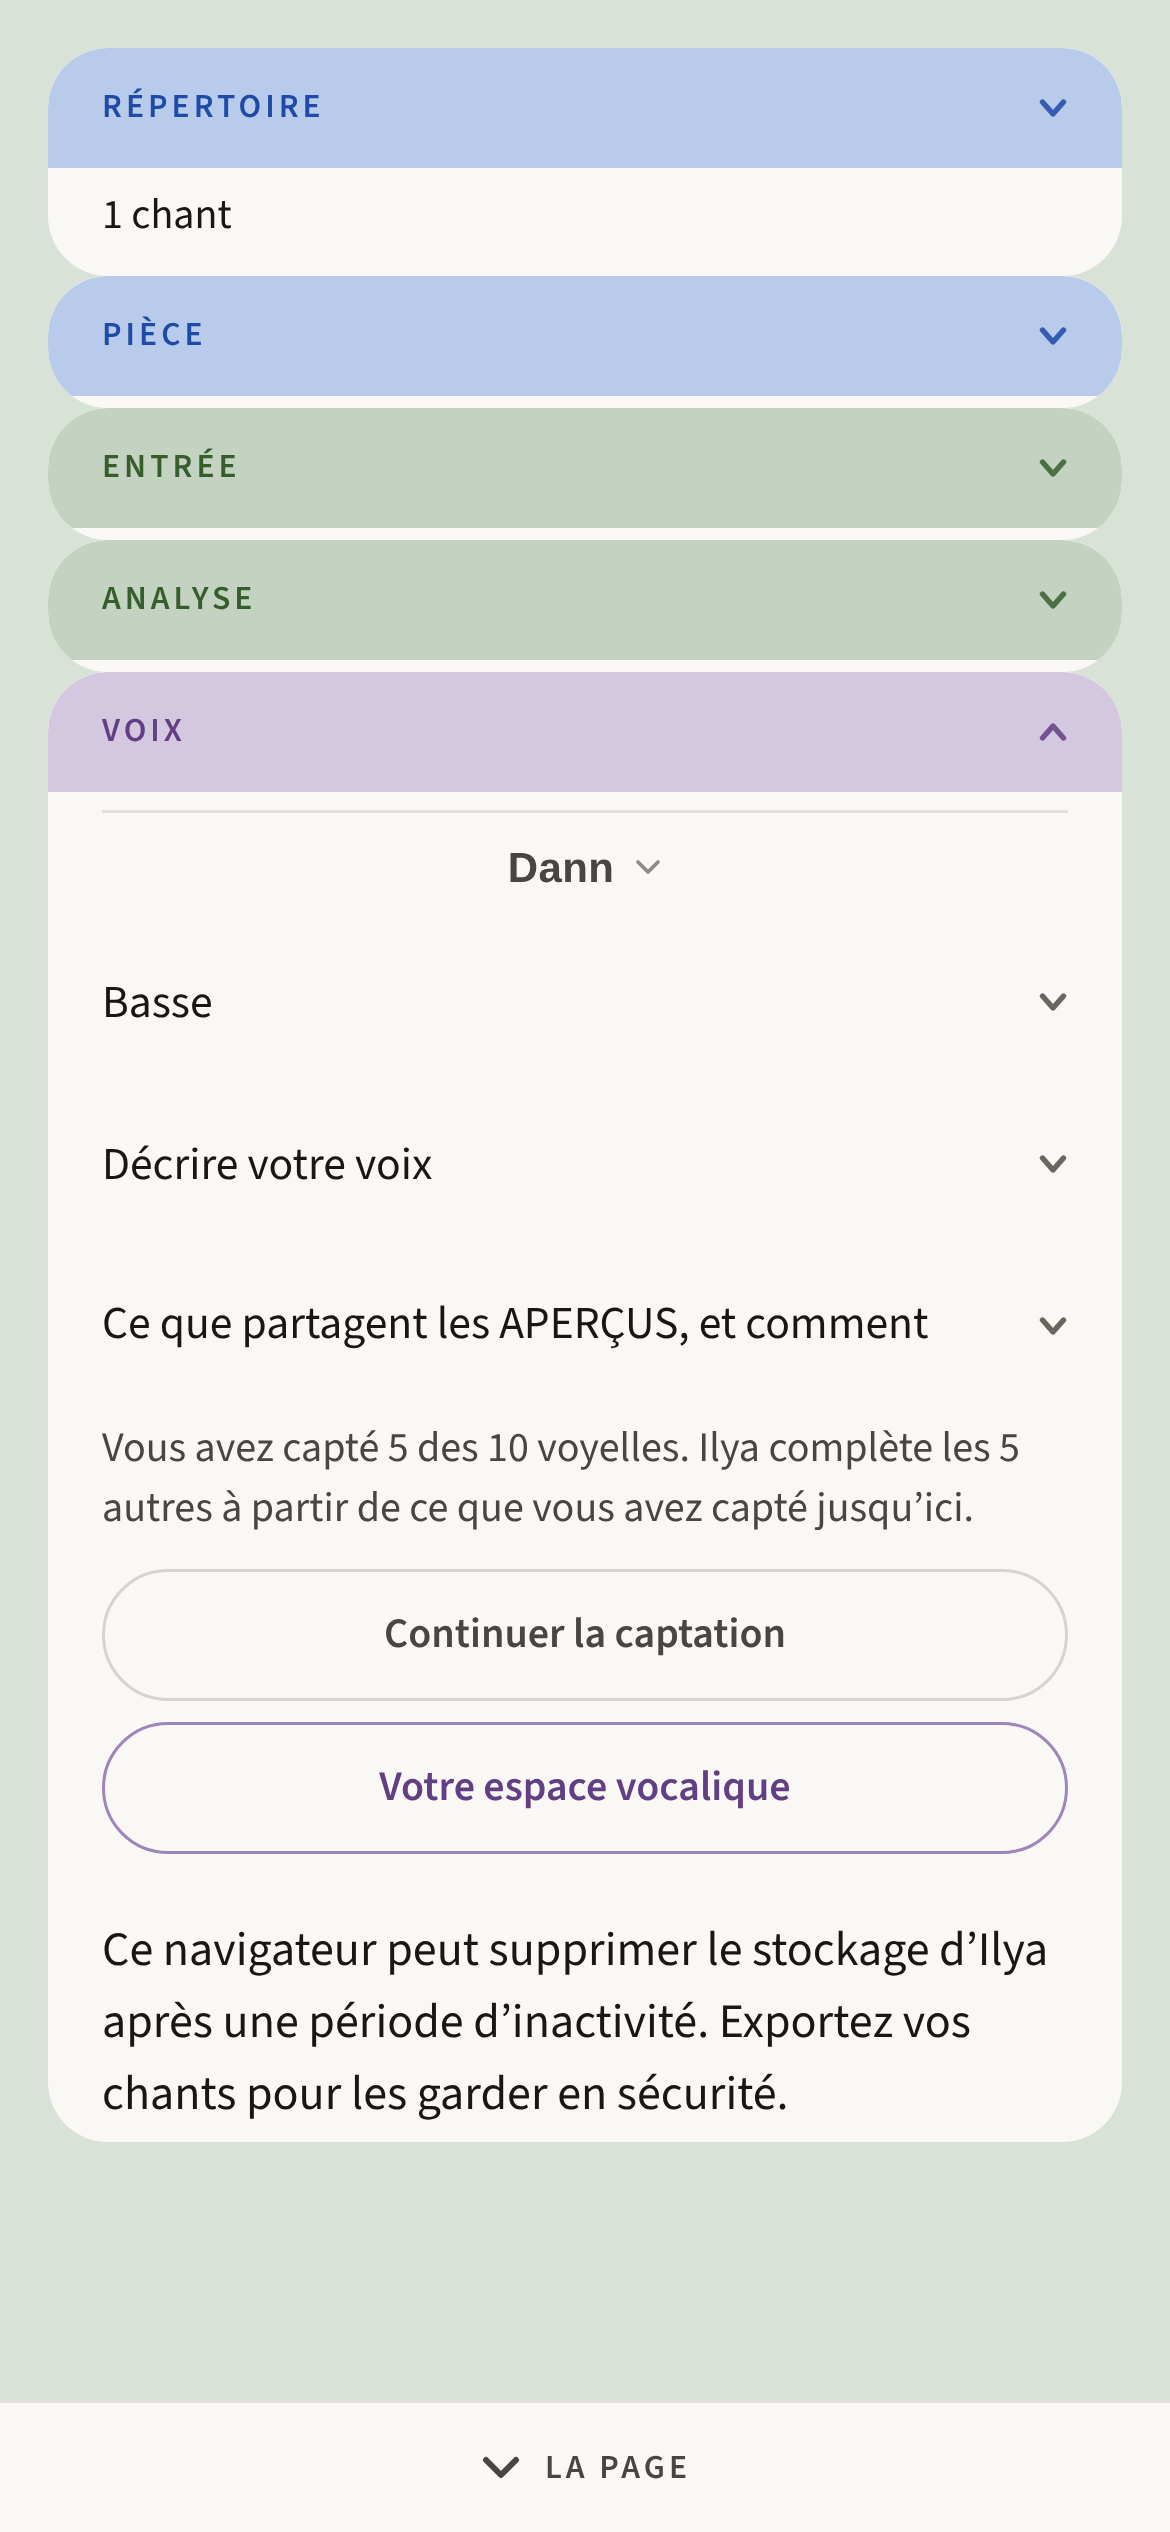 RÉPERTOIRE
1 chant
PIÈCE
ENTRÉE
ANALYSE
VOIX
Dann
Basse
Décrire votre voix
Ce que partagent les APERÇUS, et comment
Vous avez capté 5 des 10 voyelles. Ilya complète les 5
autres à partir de ce que vous avez capté jusqu’ici.
Continuer la captation
Votre espace vocalique
Ce navigateur peut supprimer le stockage d’Ilya
après une période d’inactivité. Exportez vos
chants pour les garder en sécurité.
LA PAGE